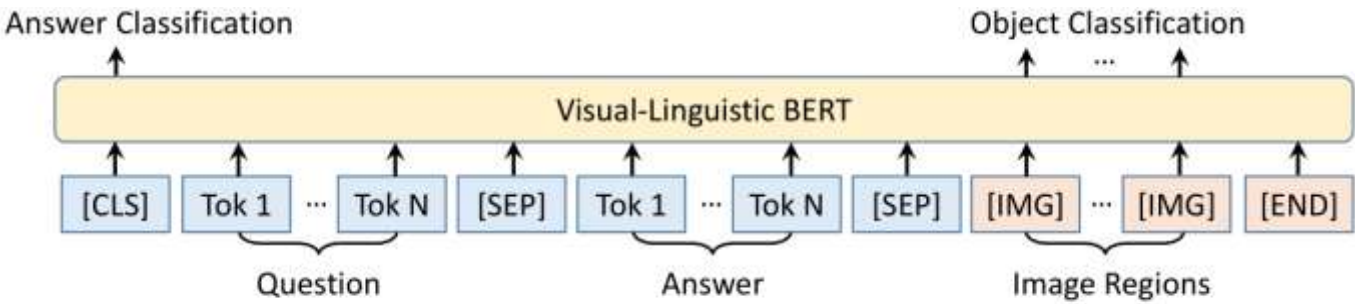 Answer Classification Object Classification
...
Visual-Linguistic BERT
[CLS] Tok 1 ... Tok N [SEP] Tok 1 ... Tok N [SEP] [IMG] ... [IMG] [END]
Question Answer Image Regions